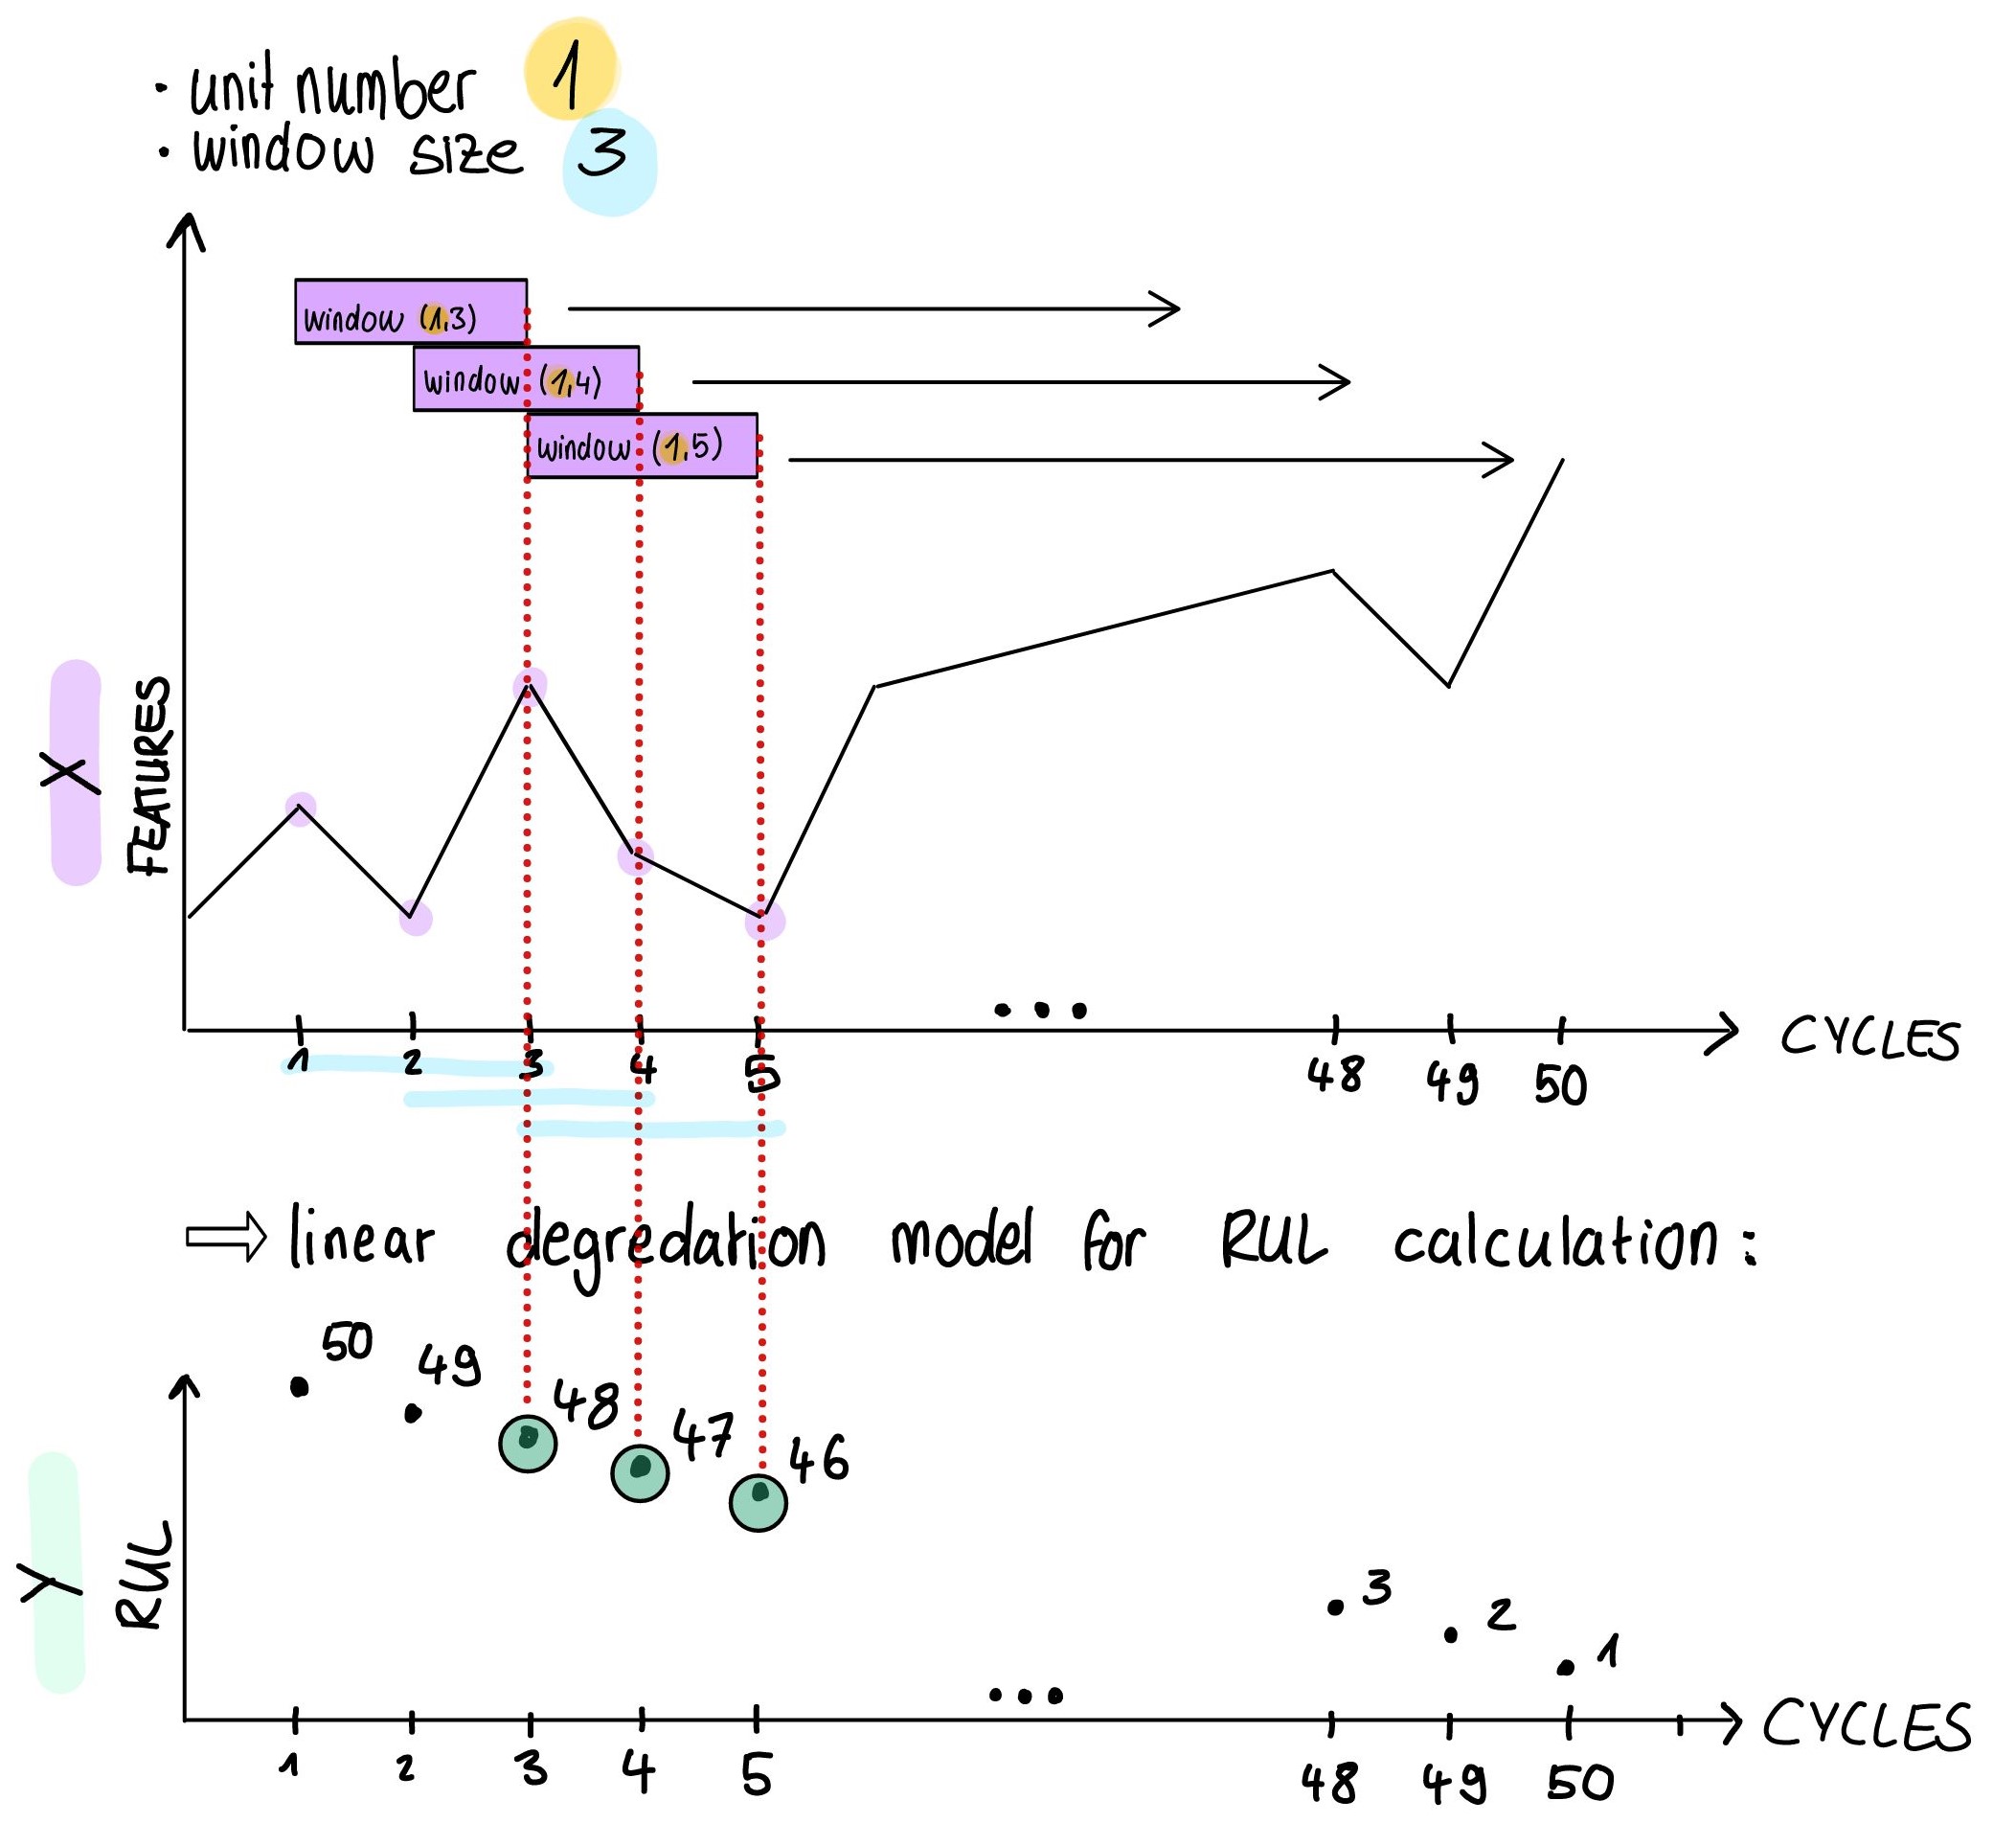 · unit number 1
· window size 3
window (1,3)
window (1,4)
window (1,5)
X
FEATURES
1 2 3 4 5 ... 48 49 50
CYCLES
⇨ linear degredation model for RUL calculation:
50
49
48
47
46
3
2
1
Y
RUL
...
CYCLES
1 2 3 4 5 48 49 50